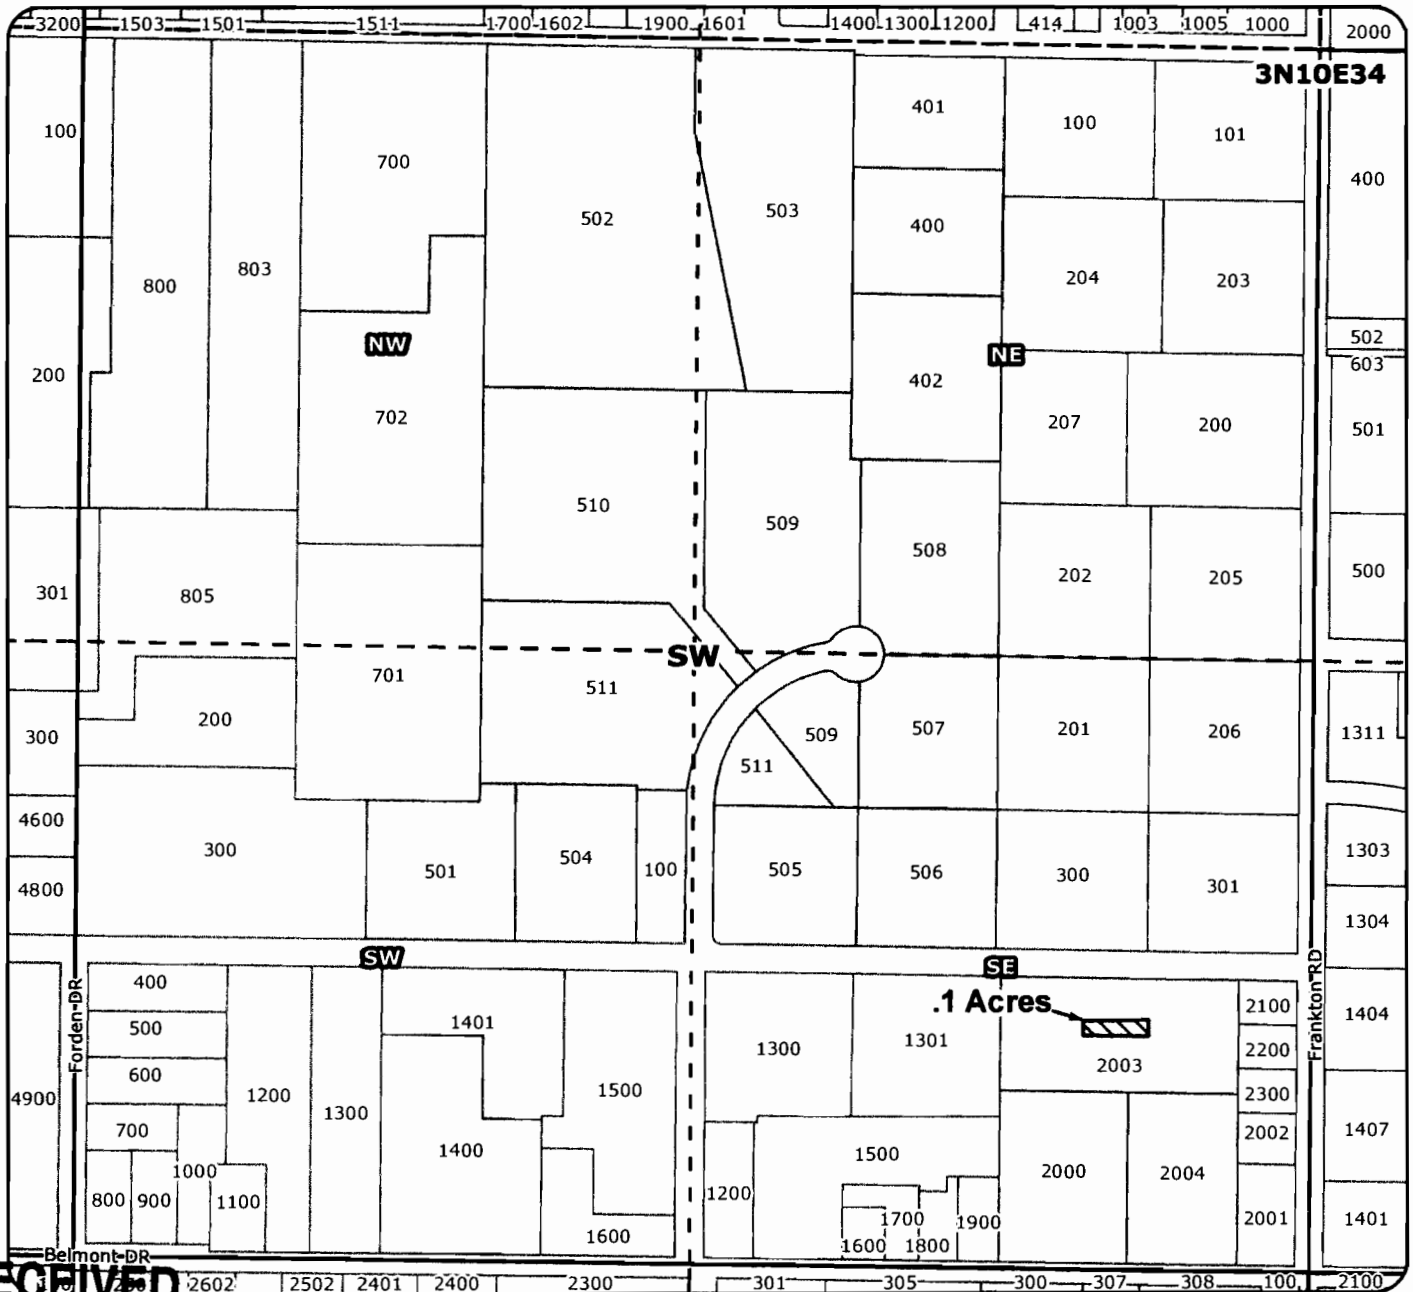 3200 1503 1501 1511 1700 1602 1900 1601 1400 1300 1200 414 1003 1005 1000 2000
3N10E34
100 700 502 503 401 100 101 400
800 803 400 204 203
NW NE 502
200 702 402 603
207 200 501
510 509 508
301 805 202 205 500
SW
701 511
300 200 509 507 201 206 1311
511
4600 300 501 504 100 505 506 300 301 1303
4800 1304
SW SE
400 .1 Acres 2100 1404
500 1401 1300 1301 2200
Forden DR Frankton RD
600 1200 1300 1500 2003 2300
4900
700 1400 1500 2002 1407
1000 2000 2004
800 900 1100 1200 1700 1900 2001 1401
1600 1600 1800
Belmont DR
2602 2502 2401 2400 2300 301 305 300 307 308 100 2100